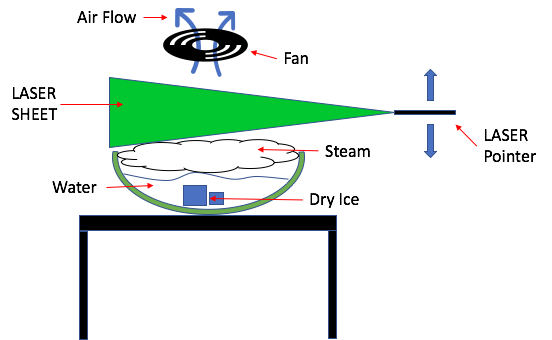 Air Flow
Fan
LASER
SHEET
LASER
Pointer
Steam
Water
Dry Ice